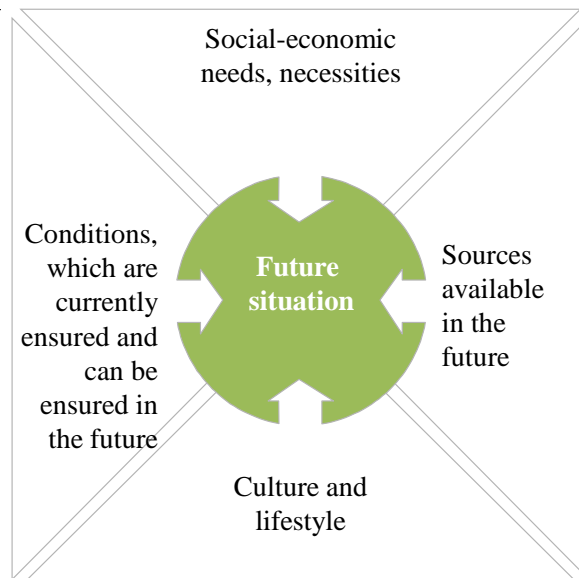 Social-economic
needs, necessities
Conditions,
which are
currently
ensured and
can be
ensured in
the future
Future
situation
Sources
available
in the
future
Culture and
lifestyle